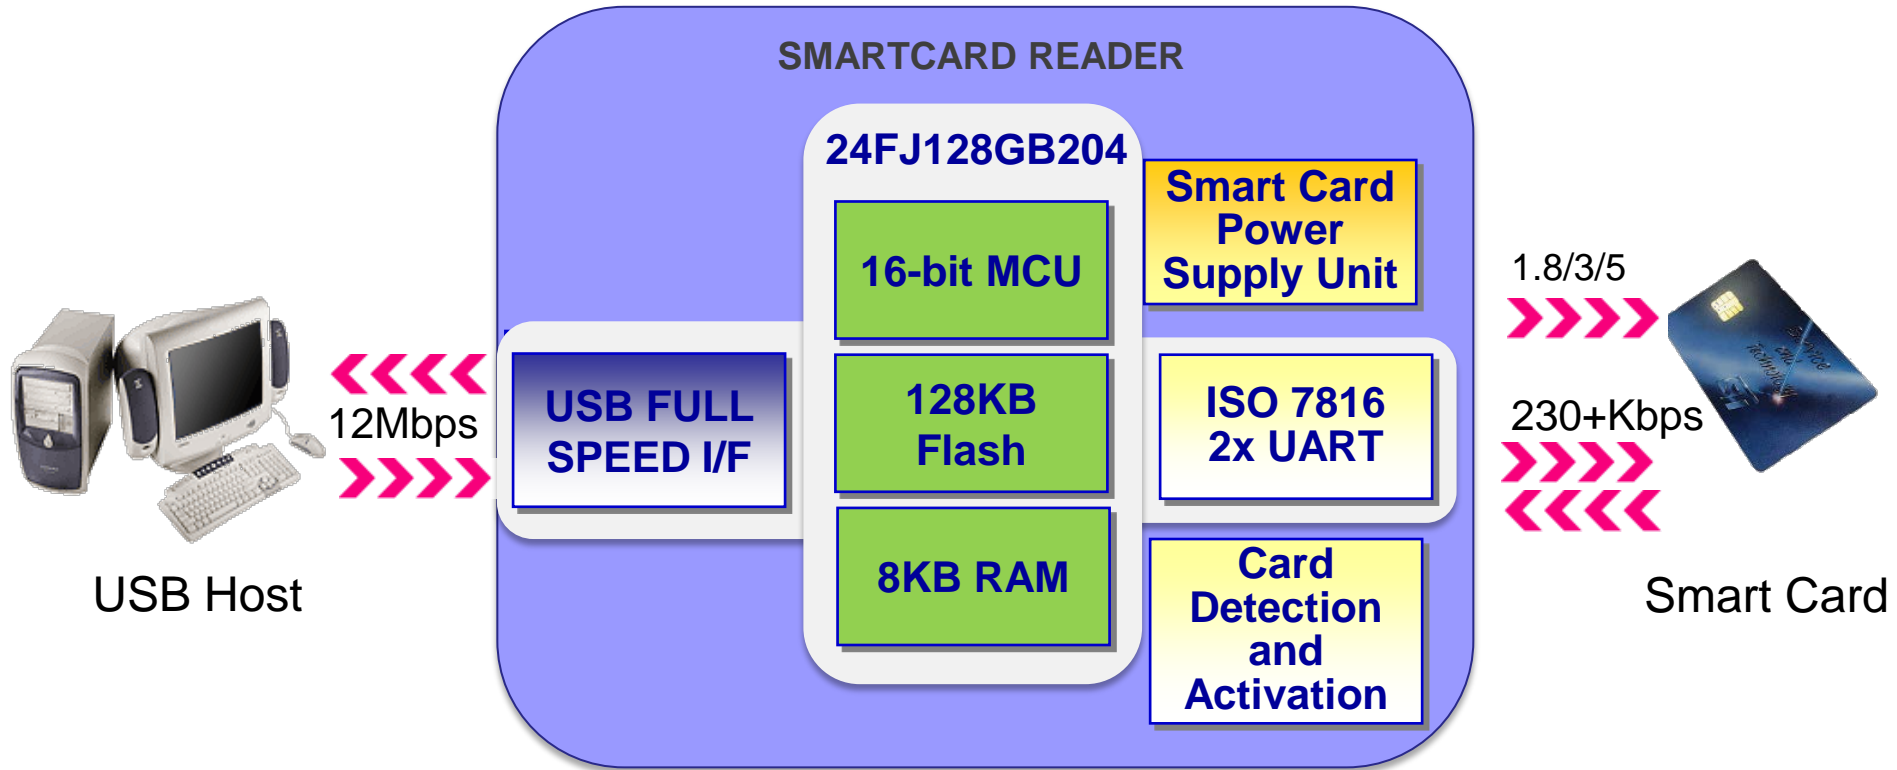 SMARTCARD READER
24FJ128GB204
Smart Card
Power
Supply Unit
16-bit MCU
1.8/3/5
12Mbps
USB FULL
SPEED I/F
128KB
Flash
ISO 7816
2x UART
230+Kbps
8KB RAM
Card
Detection
and
Activation
USB Host
Smart Card